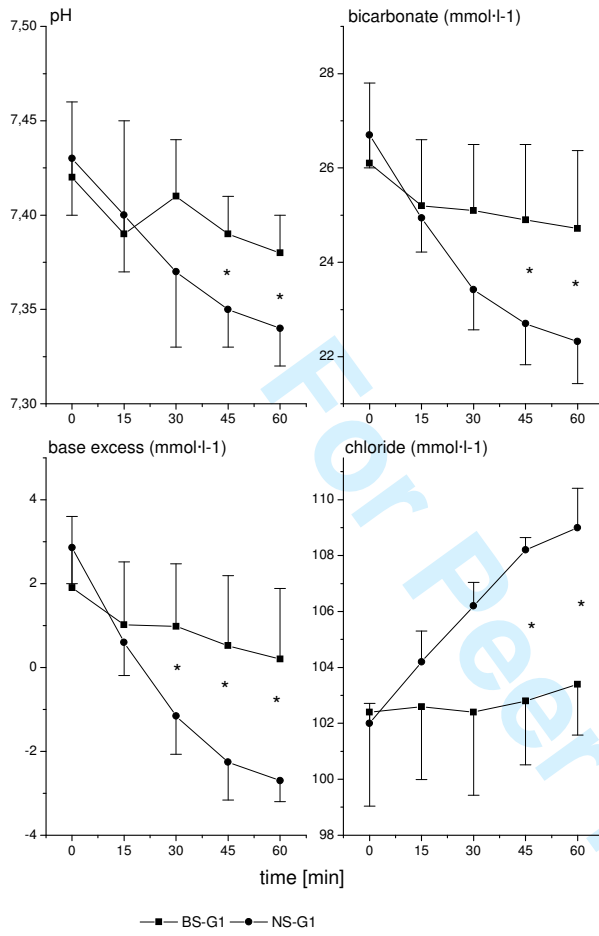 pH
7,50
7,45
7,40
7,35
7,30
0 15 30 45 60
* *
bicarbonate (mmol·l-1)
28
26
24
22
0 15 30 45 60
* *
base excess (mmol·l-1)
4
2
0
-2
-4
0 15 30 45 60
* * *
chloride (mmol·l-1)
110
108
106
104
102
100
98
0 15 30 45 60
* *
time [min]
BS-G1 NS-G1
For Peer